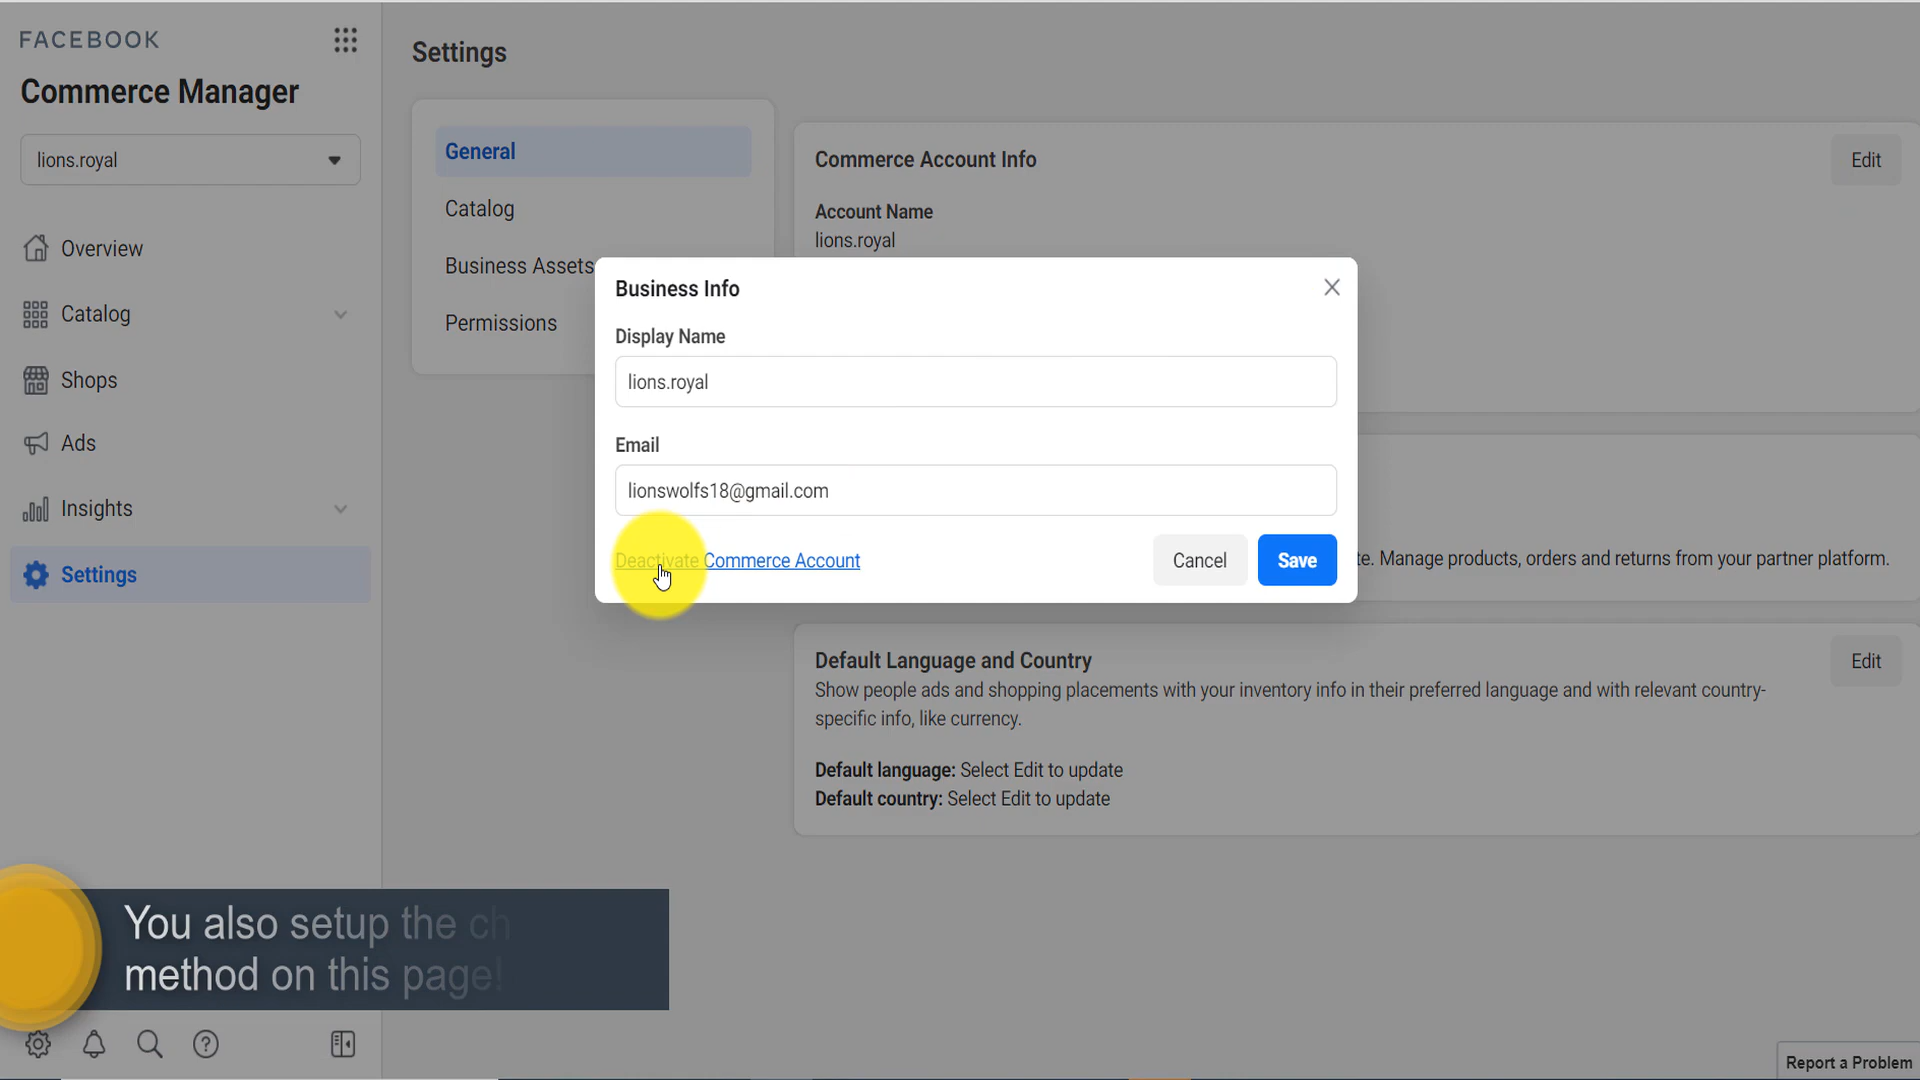 FACEBOOK
Commerce Manager
lions.royal
Overview
Catalog
Shops
Ads
Insights
Settings
Settings
General
Catalog
Business Assets
Permissions
Commerce Account Info
Edit
Account Name
lions.royal
Business Info
Display Name
lions.royal
Email
lionswolfs18@gmail.com
Deactivate Commerce Account
Cancel
Save
te. Manage products, orders and returns from your partner platform.
Default Language and Country
Edit
Show people ads and shopping placements with your inventory info in their preferred language and with relevant country-
specific info, like currency.
Default language: Select Edit to update
Default country: Select Edit to update
You also setup the ch
method on this page!
Report a Problem